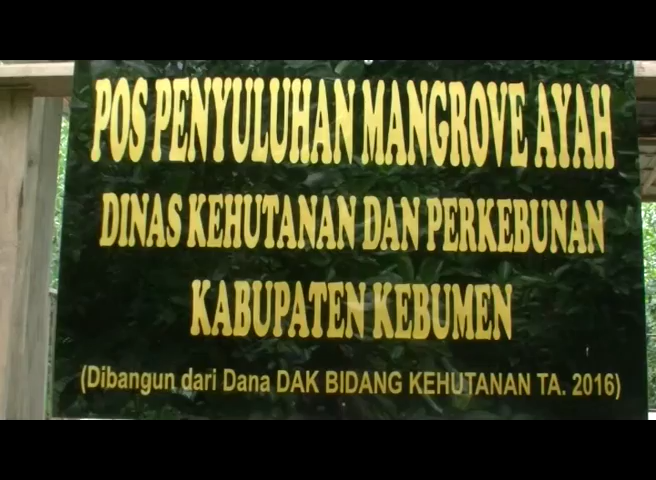 POS PENYULUHAN MANGROVE AYAH
DINAS KEHUTANAN DAN PERKEBUNAN
KABUPATEN KEBUMEN
(Dibangun dari Dana DAK BIDANG KEHUTANAN TA. 2016)